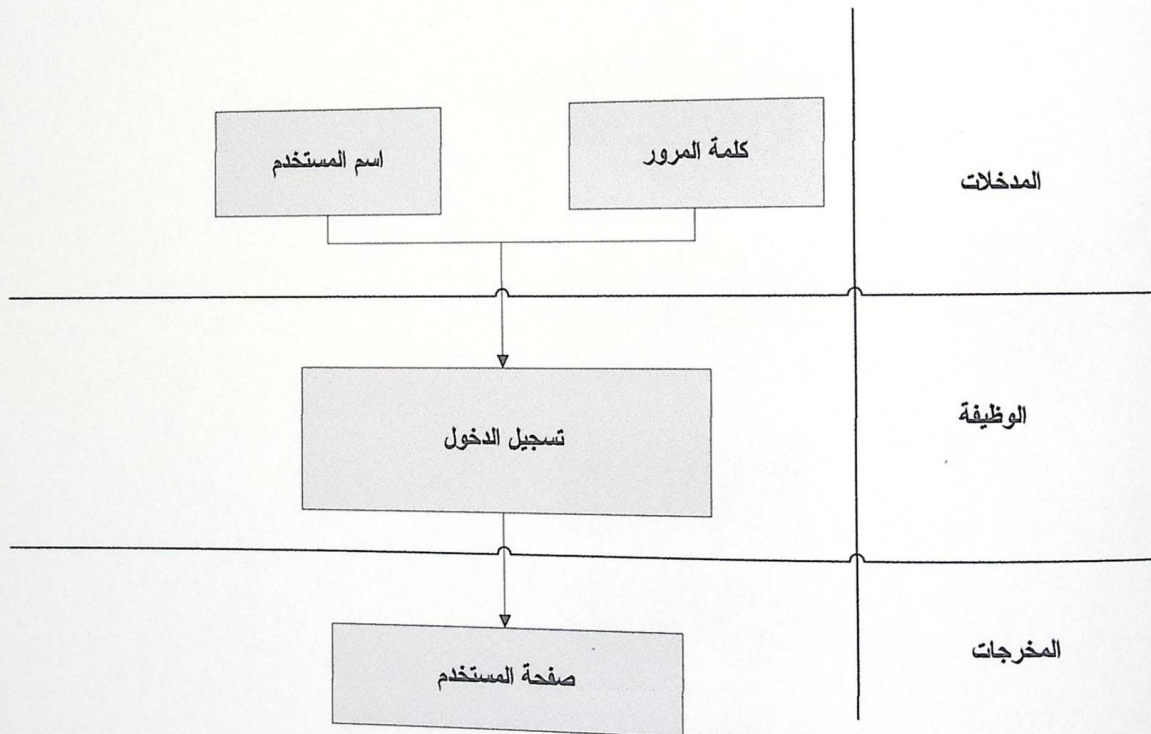 المدخلات
كلمة المرور
اسم المستخدم
الوظيفة
تسجيل الدخول
المخرجات
صفحة المستخدم